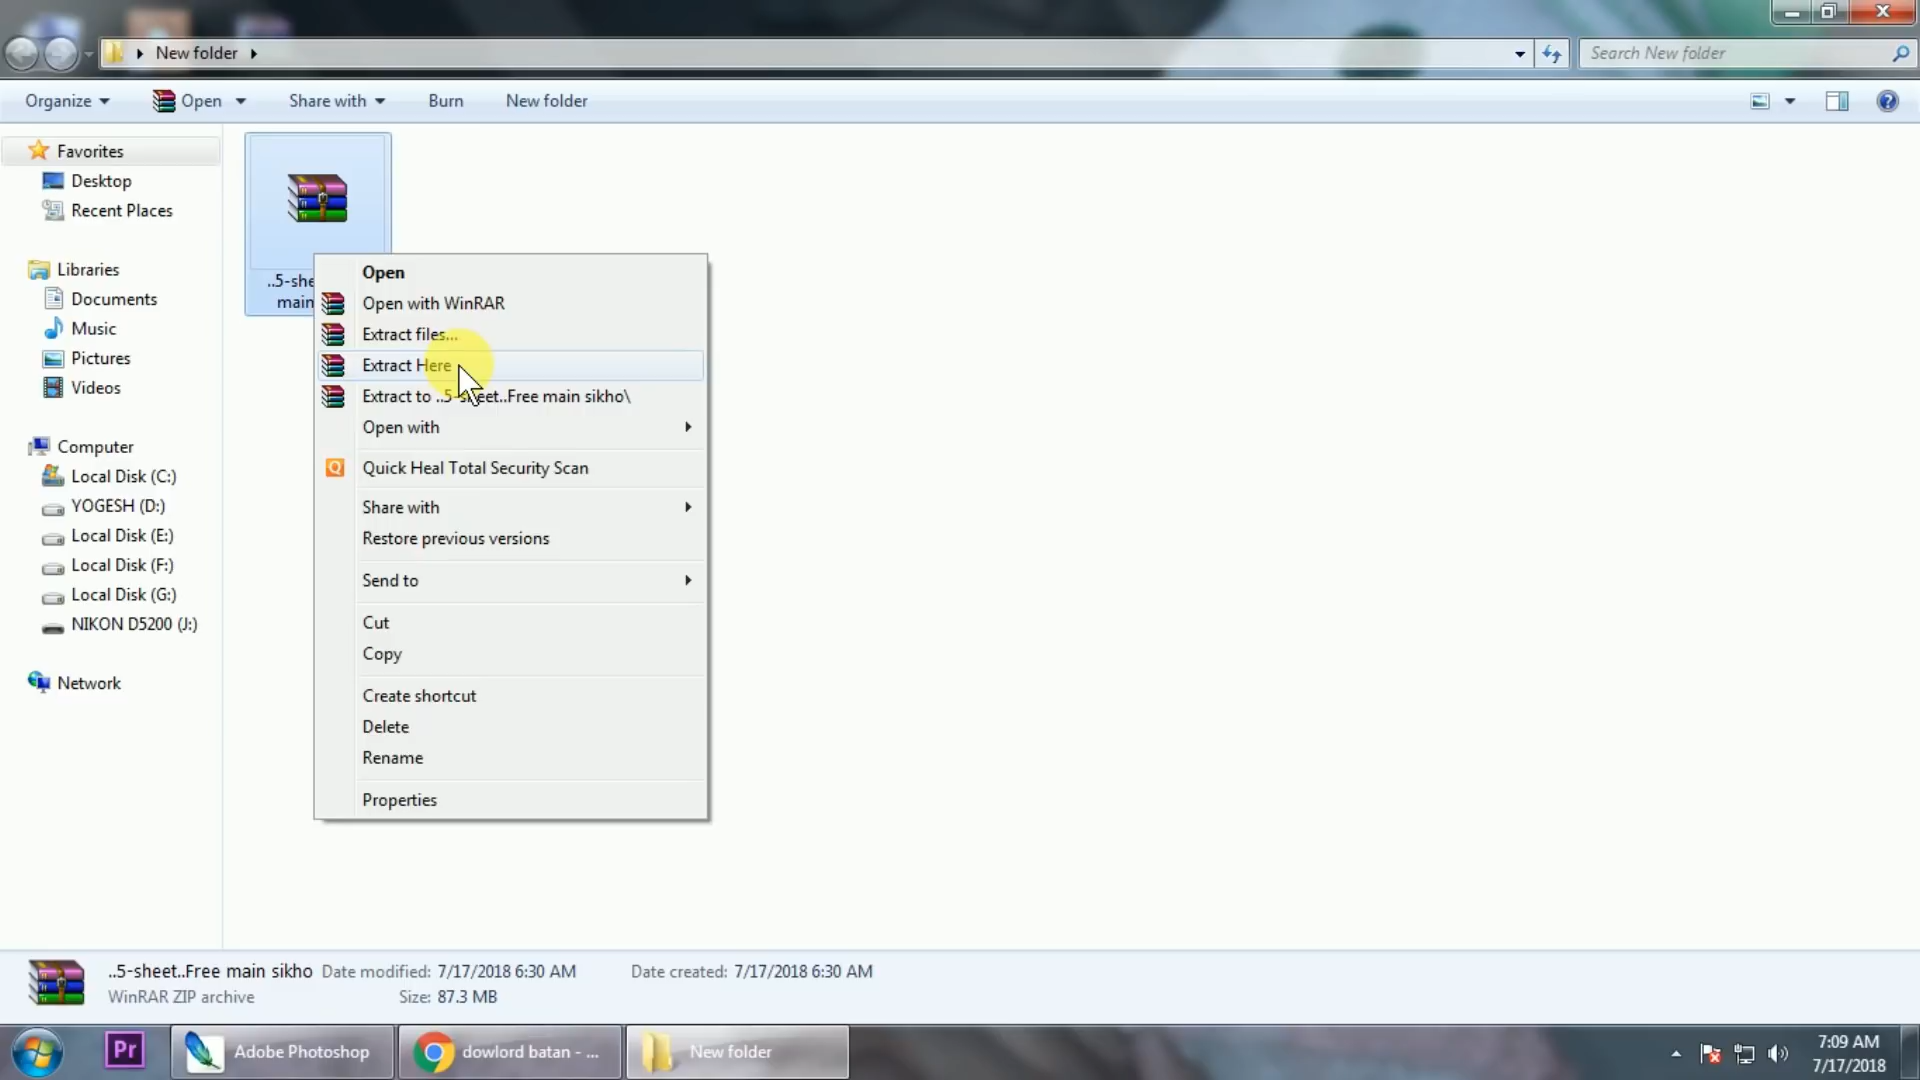 New folder
Search New folder
Organize Open Share with Burn New folder
Favorites
Desktop
Recent Places
Libraries
Documents
Music
Pictures
Videos
Computer
Local Disk (C:)
YOGESH (D:)
Local Disk (E:)
Local Disk (F:)
Local Disk (G:)
NIKON D5200 (J:)
Network
..5-she
main
Open
Open with WinRAR
Extract files...
Extract Here
Extract to ..5-sheet..Free main sikho\
Open with
Quick Heal Total Security Scan
Share with
Restore previous versions
Send to
Cut
Copy
Create shortcut
Delete
Rename
Properties
..5-sheet..Free main sikho Date modified: 7/17/2018 6:30 AM Date created: 7/17/2018 6:30 AM
WinRAR ZIP archive Size: 87.3 MB
Pr
Adobe Photoshop
dowlord batan - ...
New folder
7:09 AM
7/17/2018